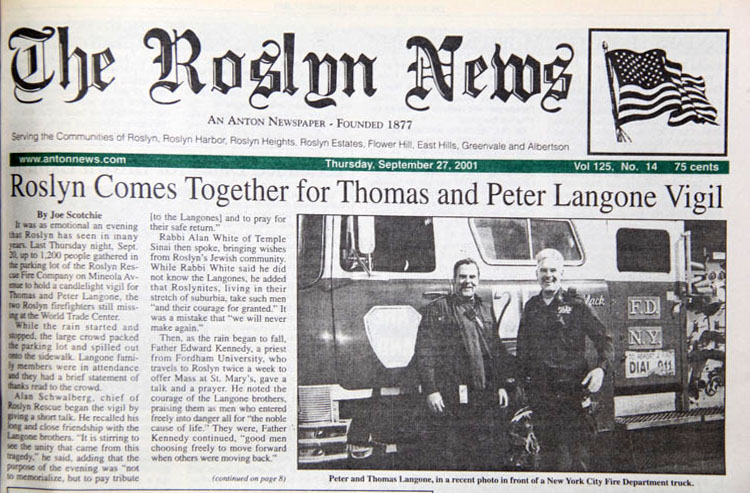 The Roslyn News
AN ANTON NEWSPAPER - FOUNDED 1877
Serving the Communities of Roslyn, Roslyn Harbor, Roslyn Heights, Roslyn Estates, Flower Hill, East Hills, Greenvale and Albertson
www.antonnews.com Thursday, September 27, 2001 Vol 125, No. 14 75 cents
Roslyn Comes Together for Thomas and Peter Langone Vigil
By Joe Scotchie
It was as emotional an evening
that Roslyn has seen in many
years. Last Thursday night, Sept.
20, up to 1,200 people gathered in
the parking lot of the Roslyn Res-
cue Fire Company on Mineola Av-
enue to hold a candlelight vigil for
Thomas and Peter Langone, the
two Roslyn firefighters still miss-
ing at the World Trade Center.
While the rain started and
stopped, the large crowd packed
the parking lot and spilled out
onto the sidewalk. Langone fami-
ly members were in attendance
and they had a brief statement of
thanks read to the crowd.
Alan Schwalberg, chief of
Roslyn Rescue began the vigil by
giving a short talk. He recalled his
long and close friendship with the
Langone brothers. "It is stirring to
see the unity that came from this
tragedy," he said, adding that the
purpose of the evening was "not
to memorialize, but to pay tribute
[to the Langones] and to pray for
their safe return."
Rabbi Alan White of Temple
Sinai then spoke, bringing wishes
from Roslyn's Jewish community.
While Rabbi White said he did
not know the Langones, he added
that Roslynites, living in their
stretch of suburbia, take such men
"and their courage for granted." It
was a mistake that "we will never
make again."
Then, as the rain began to fall,
Father Edward Kennedy, a priest
from Fordham University, who
travels to Roslyn twice a week to
offer Mass at St. Mary's, gave a
talk and a prayer. He noted the
courage of the Langone brothers,
praising them as men who entered
freely into danger all for "the noble
cause of life." They were, Father
Kennedy continued, "good men
choosing freely to move forward
when others were moving back."
(continued on page 8)
Mack
F.D.
N.Y.
DIAL 911
Peter and Thomas Langone, in a recent photo in front of a New York City Fire Department truck.